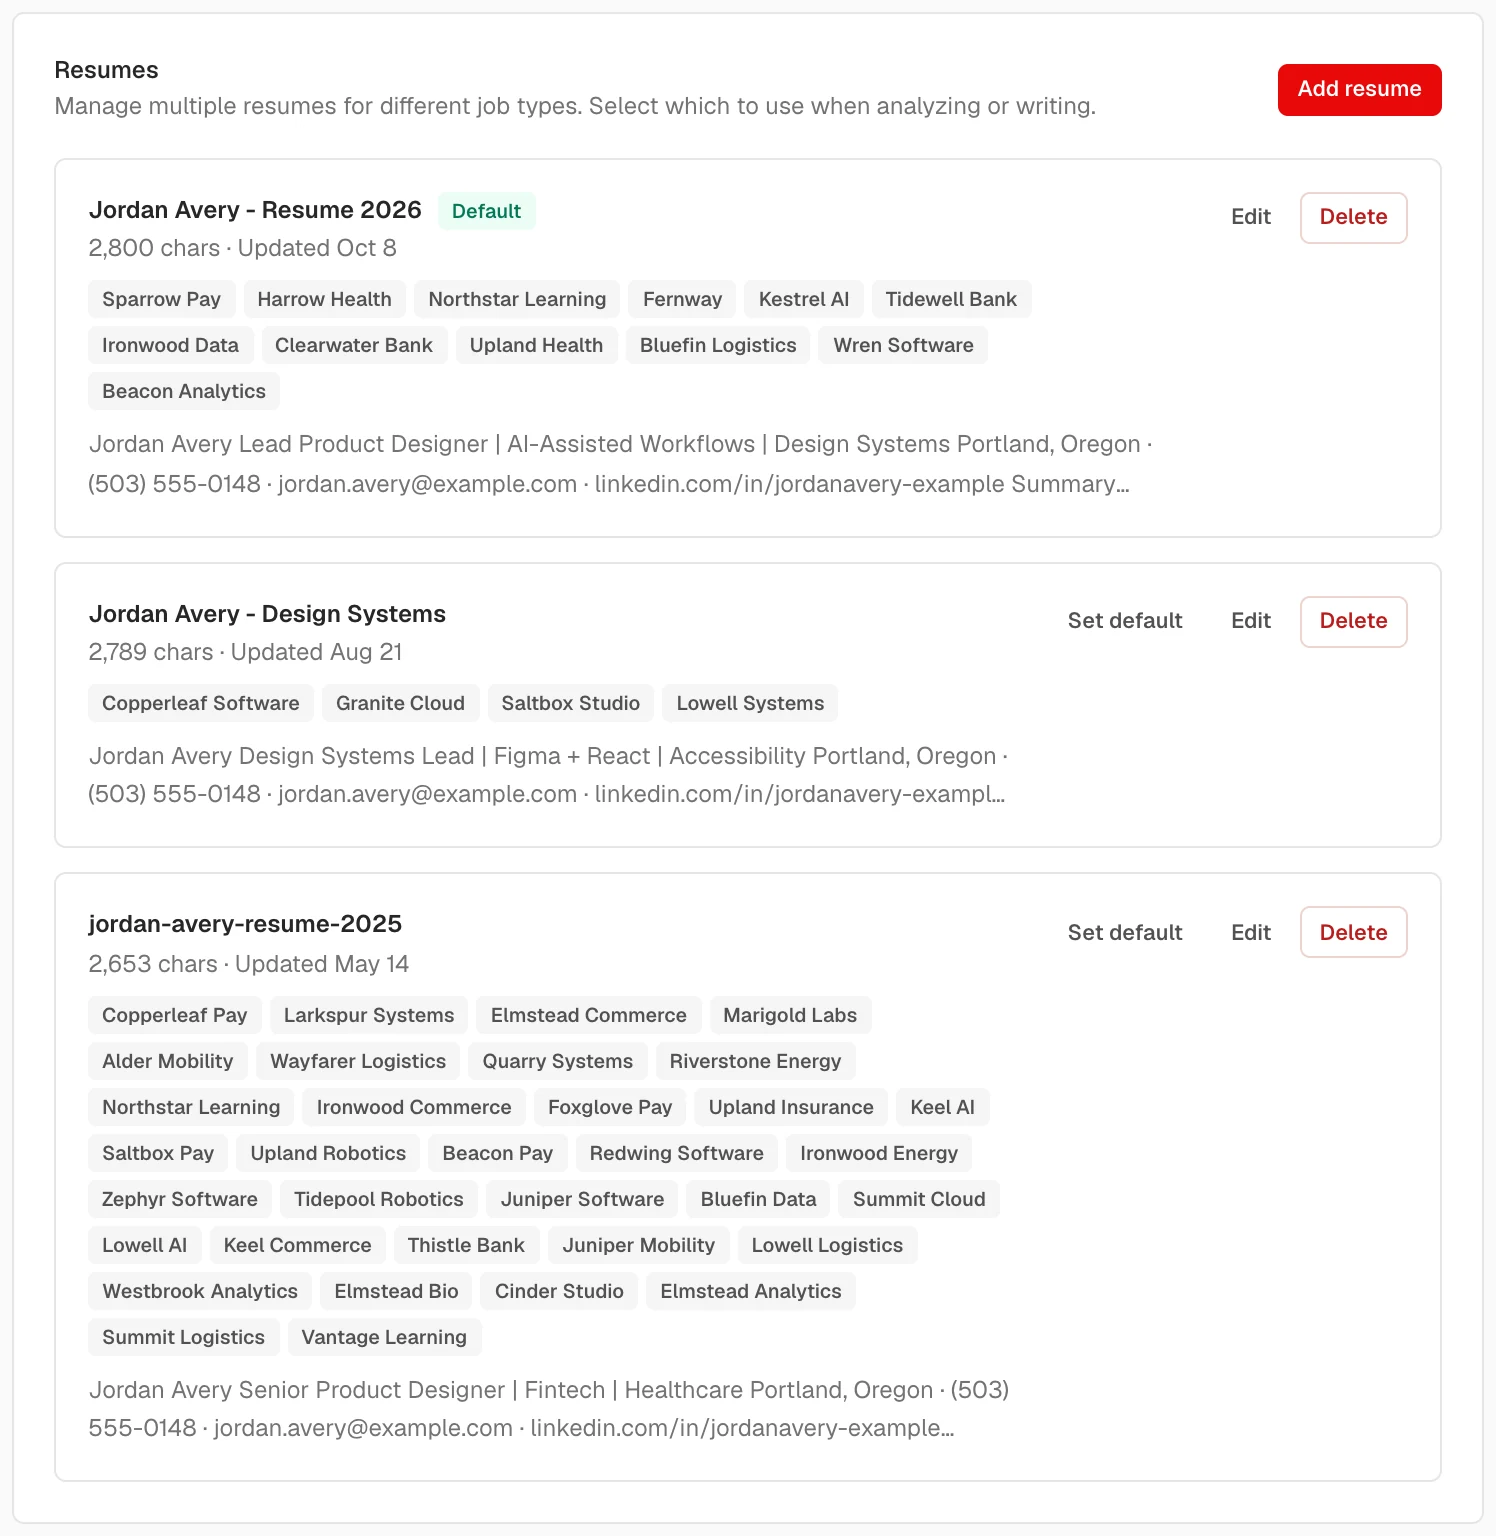 Resumes
Manage multiple resumes for different job types. Select which to use when analyzing or writing.
Add resume
Jordan Avery - Resume 2026 Default
Edit Delete
2,800 chars · Updated Oct 8
Sparrow Pay Harrow Health Northstar Learning Fernway Kestrel AI Tidewell Bank
Ironwood Data Clearwater Bank Upland Health Bluefin Logistics Wren Software
Beacon Analytics
Jordan Avery Lead Product Designer | AI-Assisted Workflows | Design Systems Portland, Oregon ·
(503) 555-0148 · jordan.avery@example.com · linkedin.com/in/jordanavery-example Summary…
Jordan Avery - Design Systems
Set default Edit Delete
2,789 chars · Updated Aug 21
Copperleaf Software Granite Cloud Saltbox Studio Lowell Systems
Jordan Avery Design Systems Lead | Figma + React | Accessibility Portland, Oregon ·
(503) 555-0148 · jordan.avery@example.com · linkedin.com/in/jordanavery-exampl…
jordan-avery-resume-2025
Set default Edit Delete
2,653 chars · Updated May 14
Copperleaf Pay Larkspur Systems Elmstead Commerce Marigold Labs
Alder Mobility Wayfarer Logistics Quarry Systems Riverstone Energy
Northstar Learning Ironwood Commerce Foxglove Pay Upland Insurance Keel AI
Saltbox Pay Upland Robotics Beacon Pay Redwing Software Ironwood Energy
Zephyr Software Tidepool Robotics Juniper Software Bluefin Data Summit Cloud
Lowell AI Keel Commerce Thistle Bank Juniper Mobility Lowell Logistics
Westbrook Analytics Elmstead Bio Cinder Studio Elmstead Analytics
Summit Logistics Vantage Learning
Jordan Avery Senior Product Designer | Fintech | Healthcare Portland, Oregon · (503)
555-0148 · jordan.avery@example.com · linkedin.com/in/jordanavery-example…